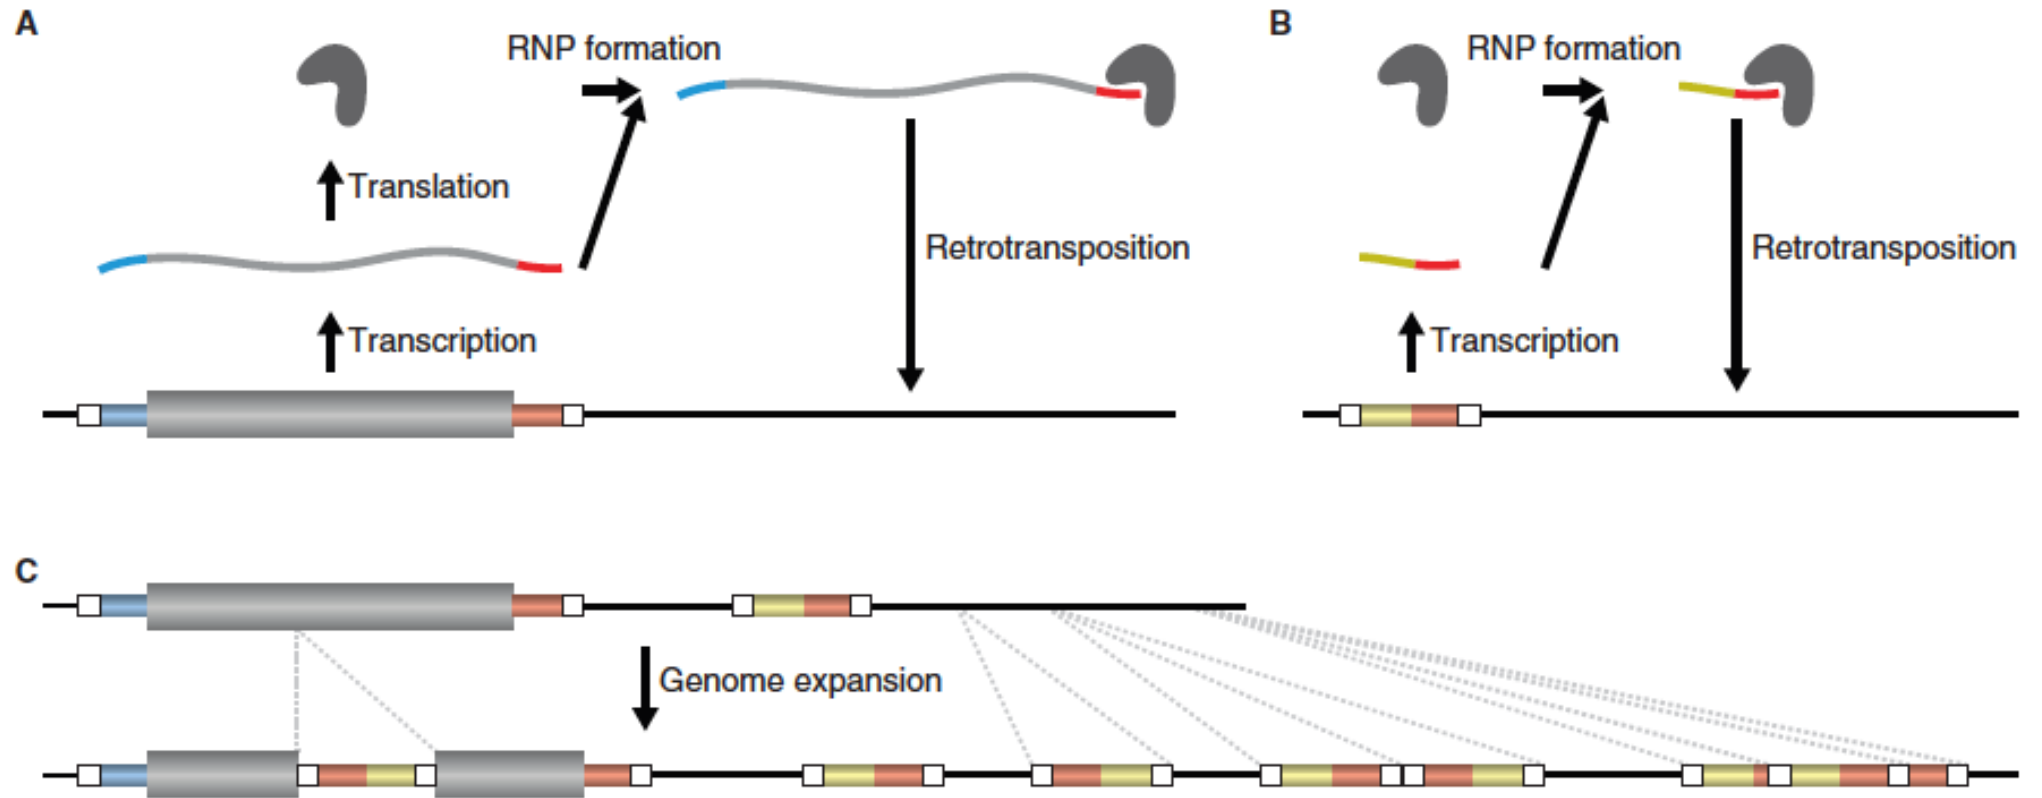 A
B
RNP formation
RNP formation
Translation
Retrotransposition
Retrotransposition
Transcription
Transcription
C
Genome expansion